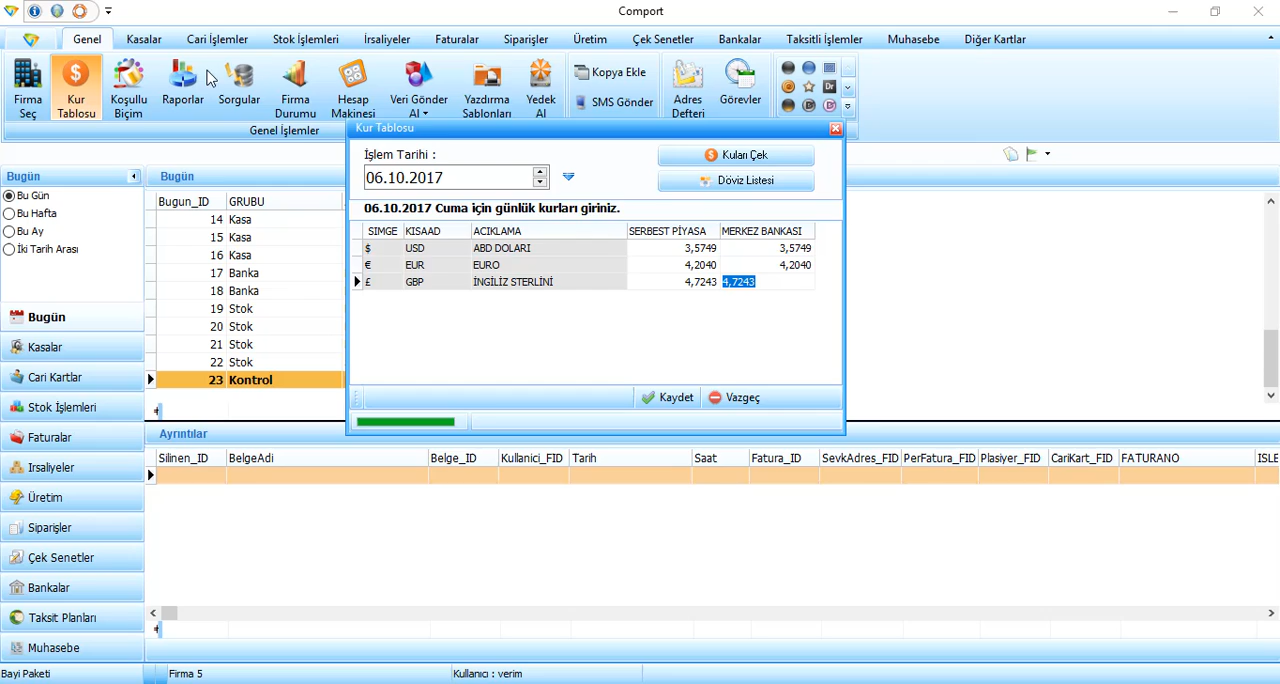 Comport
Genel Kasalar Cari İşlemler Stok İşlemleri İrsaliyeler Faturalar Siparişler Üretim Çek Senetler Bankalar Taksitli İşlemler Muhasebe Diğer Kartlar
Firma Seç
Kur Tablosu
Koşullu Biçim
Raporlar
Sorgular
Firma Durumu
Hesap Makinesi
Veri Gönder Al
Yazdırma Sablonları
Yedek Al
Kopya Ekle
SMS Gönder
Adres Defteri
Görevler
Dr
Genel İşlemler
Bugün
Bu Gün
Bu Hafta
Bu Ay
İki Tarih Arası
Bugün
Kasalar
Cari Kartlar
Stok İşlemleri
Faturalar
Irsaliyeler
Üretim
Siparişler
Çek Senetler
Bankalar
Taksit Planları
Muhasebe
Bugün
Bugun_ID GRUBU
14 Kasa
15 Kasa
16 Kasa
17 Banka
18 Banka
19 Stok
20 Stok
21 Stok
22 Stok
23 Kontrol
Kur Tablosu
İşlem Tarihi :
06.10.2017
Kuları Çek
Döviz Listesi
06.10.2017 Cuma için günlük kurları giriniz.
SIMGE KISAAD ACIKLAMA SERBEST PİYASA MERKEZ BANKASI
$ USD ABD DOLARI 3,5749 3,5749
€ EUR EURO 4,2040 4,2040
£ GBP İNGİLİZ STERLİNİ 4,7243 4,7243
Kaydet Vazgeç
Ayrıntılar
Silinen_ID BelgeAdi Belge_ID Kullanici_FID Tarih Saat Fatura_ID SevkAdres_FID PerFatura_FID Plasiyer_FID CariKart_FID FATURANO ISLE
Bayi Paketi Firma 5 Kullanıcı : verim